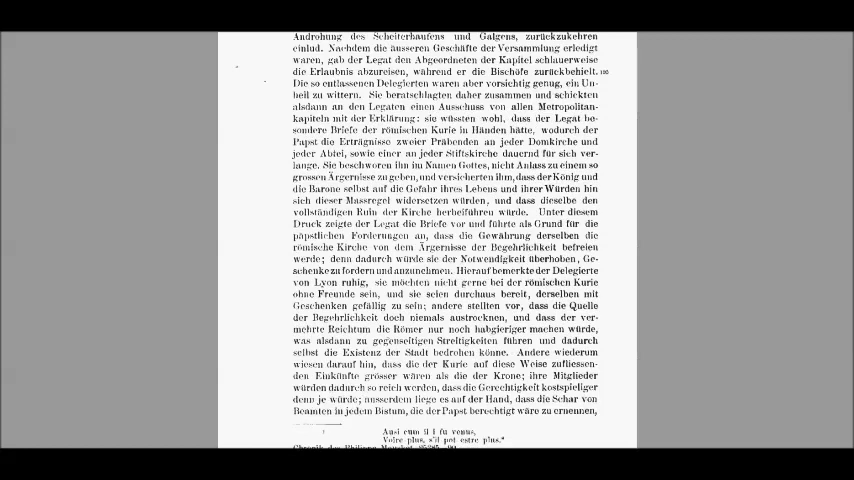 Androhung des Scheiterhaufens und Galgens, zurückzukehren
einlud. Nachdem die äusseren Geschäfte der Versammlung erledigt
waren, gab der Legat den Abgeordneten der Kapitel schlauerweise
die Erlaubnis abzureisen, während er die Bischöfe zurückbehielt. 100
Die so entlassenen Delegierten waren aber vorsichtig genug, ein Un-
heil zu wittern. Sie beratschlagten daher zusammen und schickten
alsdann an den Legaten einen Ausschuss von allen Metropolitan-
kapiteln mit der Erklärung: sie wüssten wohl, dass der Legat be-
sondere Briefe der römischen Kurie in Händen hätte, wodurch der
Papst die Erträgnisse zweier Präbenden an jeder Domkirche und
jeder Abtei, sowie einer an jeder Stiftskirche dauernd für sich ver-
lange. Sie beschworen ihn im Namen Gottes, nicht Anlass zu einem so
grossen Ärgernisse zu geben, und versicherten ihm, dass der König und
die Barone selbst auf die Gefahr ihres Lebens und ihrer Würden hin
sich dieser Massregel widersetzen würden, und dass dieselbe den
vollständigen Ruin der Kirche herbeiführen würde. Unter diesem
Druck zeigte der Legat die Briefe vor und führte als Grund für die
päpstlichen Forderungen an, dass die Gewährung derselben die
römische Kirche von dem Ärgernisse der Begehrlichkeit befreien
werde; denn dadurch würde sie der Notwendigkeit überhoben, Ge-
schenke zu fordern und anzunehmen. Hierauf bemerkte der Delegierte
von Lyon ruhig, sie möchten nicht gerne bei der römischen Kurie
ohne Freunde sein, und sie seien durchaus bereit, derselben mit
Geschenken gefällig zu sein; andere stellten vor, dass die Quelle
der Begehrlichkeit doch niemals austrocknen, und dass der ver-
mehrte Reichtum die Römer nur noch habgieriger machen würde,
was alsdann zu gegenseitigen Streitigkeiten führen und dadurch
selbst die Existenz der Stadt bedrohen könne. Andere wiederum
wiesen darauf hin, dass die der Kurie auf diese Weise zufliessen-
den Einkünfte grösser wären als die der Krone; ihre Mitglieder
würden dadurch so reich werden, dass die Gerechtigkeit kostspieliger
denn je würde; ausserdem liege es auf der Hand, dass die Schar von
Beamten in jedem Bistum, die der Papst berechtigt wäre zu ernennen,
Ausi cum il i fu venus,
Voire plus, s'il pot estre plus."
Chronik des Philippe